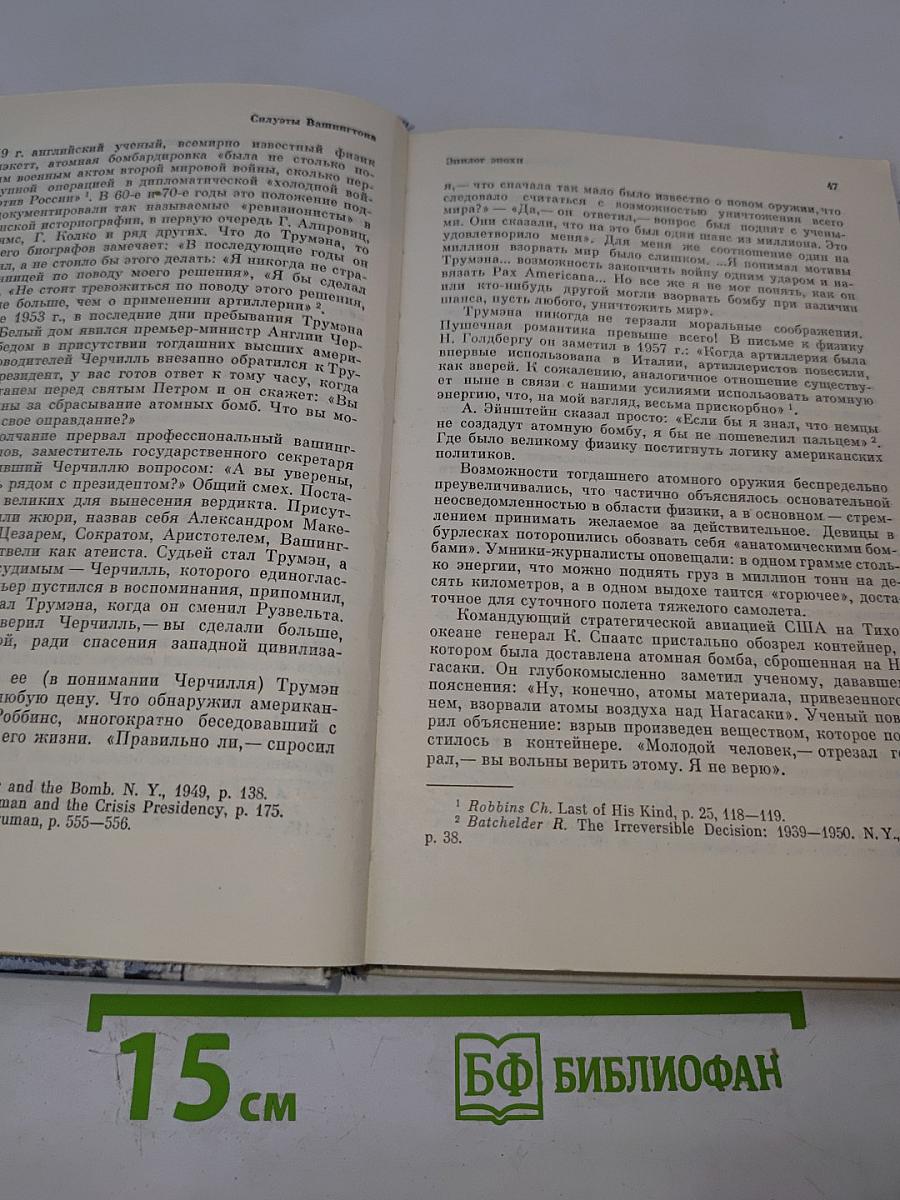 Силуэты Вашингтона
9 г. английский ученый, всемирно известный физик
экетт, атомная бомбардировка «была не столько по-
им военным актом второй мировой войны, сколько пер-
упной операцией в дипломатической «холодной вой-
отив России» ¹. В 60-е и 70-е годы это положение под-
документировали так называемые «ревизионисты» в
нской историографии, в первую очередь Г. Алпровиц,
ямс, Г. Колко и ряд других. Что до Трумэна, то
его биографов замечает: «В последующие годы он
ил, а не стоило бы этого делать: «Я никогда не стра-
нницей по поводу моего решения», «Я бы сделал
, «Не стоит тревожиться по поводу этого решения,
не больше, чем о применении артиллерии» ².
е 1953 г., в последние дни пребывания Трумэна
Белый дом явился премьер-министр Англии Чер-
бедом в присутствии тогдашних высших амери-
оводителей Черчилль внезапно обратился к Тру-
резидент, у вас готов ответ к тому часу, когда
танем перед святым Петром и он скажет: «Вы
ны за сбрасывание атомных бомб. Что вы мо-
свое оправдание?»
олчание прервал профессиональный вашинг-
лов, заместитель государственного секретаря
ивший Черчиллю вопросом: «А вы уверены,
ь рядом с президентом?» Общий смех. Поста-
великих для вынесения вердикта. Присут-
или жюри, назвав себя Александром Маке-
Цезарем, Сократом, Аристотелем, Вашинг-
твели как атеиста. Судьей стал Трумэн, а
судимым — Черчилль, которого единоглас-
ьер пустился в воспоминания, припомнил,
ал Трумэна, когда он сменил Рузвельта.
верил Черчилль,— вы сделали больше,
ой, ради спасения западной цивилиза-
ее (в понимании Черчилля) Трумэн
любую цену. Что обнаружил американ-
Роббинс, многократно беседовавший с
его жизни. «Правильно ли,— спросил
and the Bomb. N. Y., 1949, p. 138.
man and the Crisis Presidency, p. 175.
ruman, p. 555—556.
Эпилог эпохи
47
я,— что сначала так мало было известно о новом оружии, что
следовало считаться с возможностью уничтожения всего
мира?» — «Да,— он ответил,— вопрос был поднят с учены-
ми. Они сказали, что на это был один шанс из миллиона. Это
удовлетворило меня». Для меня же соотношение один на
миллион взорвать мир было слишком. ...Я понимал мотивы
Трумэна... возможность закончить войну одним ударом и на-
вязать Pax Americana... Но все же я не мог понять, как он
или кто-нибудь другой могли взорвать бомбу при наличии
шанса, пусть любого, уничтожить мир».
Трумэна никогда не терзали моральные соображения.
Пушечная романтика превыше всего! В письме к физику
Н. Голдбергу он заметил в 1957 г.: «Когда артиллерия была
впервые использована в Италии, артиллеристов повесили,
как зверей. К сожалению, аналогичное отношение существу-
ет ныне в связи с нашими усилиями использовать атомную
энергию, что, на мой взгляд, весьма прискорбно» ¹.
А. Эйнштейн сказал просто: «Если бы я знал, что немцы
не создадут атомную бомбу, я бы не пошевелил пальцем» ².
Где было великому физику постигнуть логику американских
политиков.
Возможности тогдашнего атомного оружия беспредельно
преувеличивались, что частично объяснялось основательной
неосведомленностью в области физики, а в основном — стрем-
лением принимать желаемое за действительное. Девицы в
бурлесках поторопились обозвать себя «анатомическими бом-
бами». Умники-журналисты оповещали: в одном грамме столь-
ко энергии, что можно поднять груз в миллион тонн на де-
сять километров, а в одном выдохе таится «горючее», доста-
точное для суточного полета тяжелого самолета.
Командующий стратегической авиацией США на Тихо
океане генерал К. Спаатс пристально обозрел контейнер,
котором была доставлена атомная бомба, сброшенная на Н
гасаки. Он глубокомысленно заметил ученому, дававшем
пояснения: «Ну, конечно, атомы материала, привезенного
нем, взорвали атомы воздуха над Нагасаки». Ученый пов
рил объяснение: взрыв произведен веществом, которое по
стилось в контейнере. «Молодой человек,— отрезал ге
рал,— вы вольны верить этому. Я не верю».
¹ Robbins Ch. Last of His Kind, p. 25, 118—119.
² Batchelder R. The Irreversible Decision: 1939—1950. N. Y.,
p. 38.
15 см
БФ БИБЛИОФАН